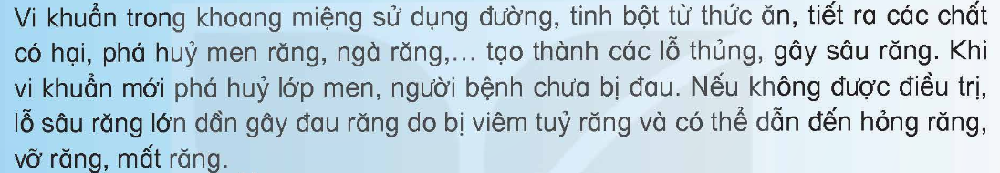 Vi khuẩn trong khoang miệng sử dụng đường, tinh bột từ thức ăn, tiết ra các chất
có hại, phá huỷ men răng, ngà răng,... tạo thành các lỗ thủng, gây sâu răng. Khi
vi khuẩn mới phá huỷ lớp men, người bệnh chưa bị đau. Nếu không được điều trị,
lỗ sâu răng lớn dần gây đau răng do bị viêm tuỷ răng và có thể dẫn đến hỏng răng,
vỡ răng, mất răng.